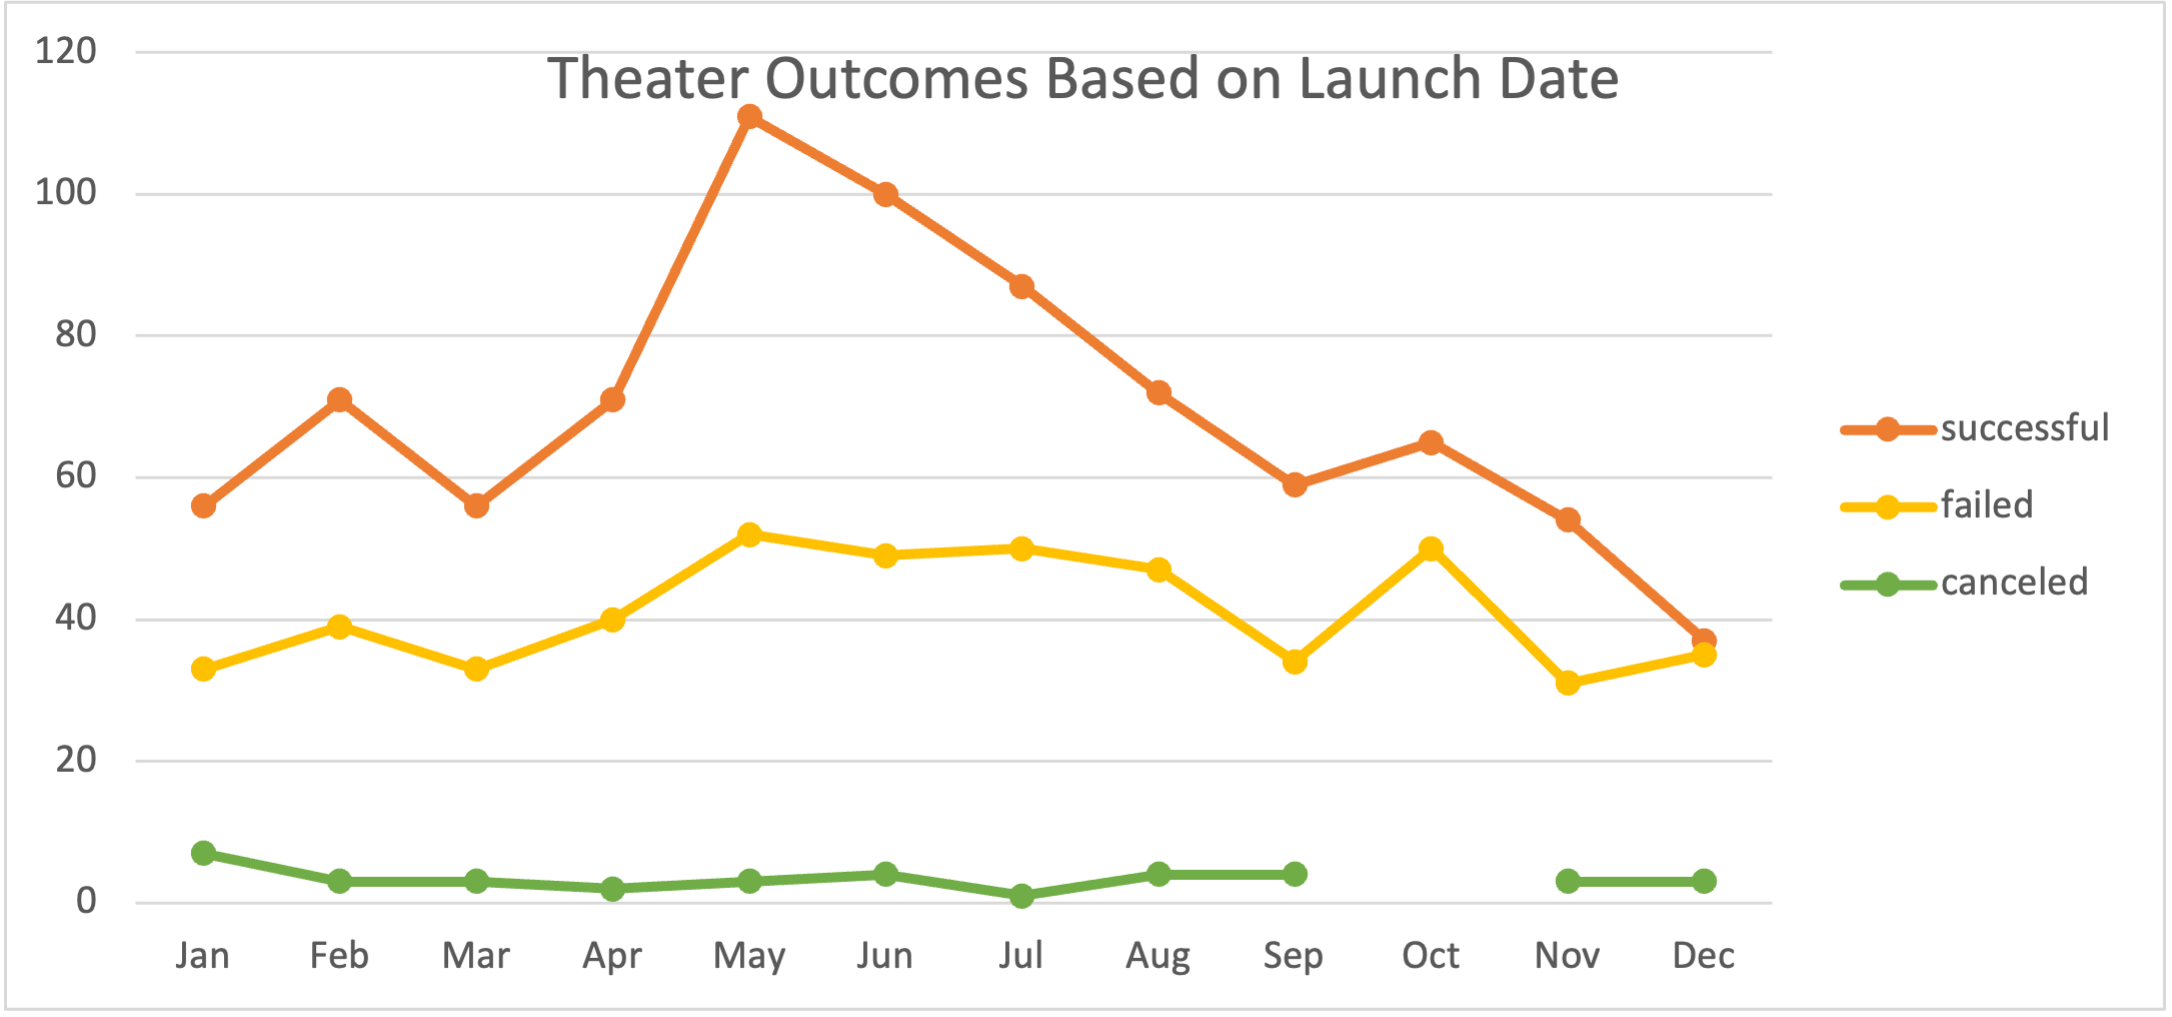 Theater Outcomes Based on Launch Date
120
100
80
60
40
20
0
Jan Feb Mar Apr May Jun Jul Aug Sep Oct Nov Dec
successful
failed
canceled